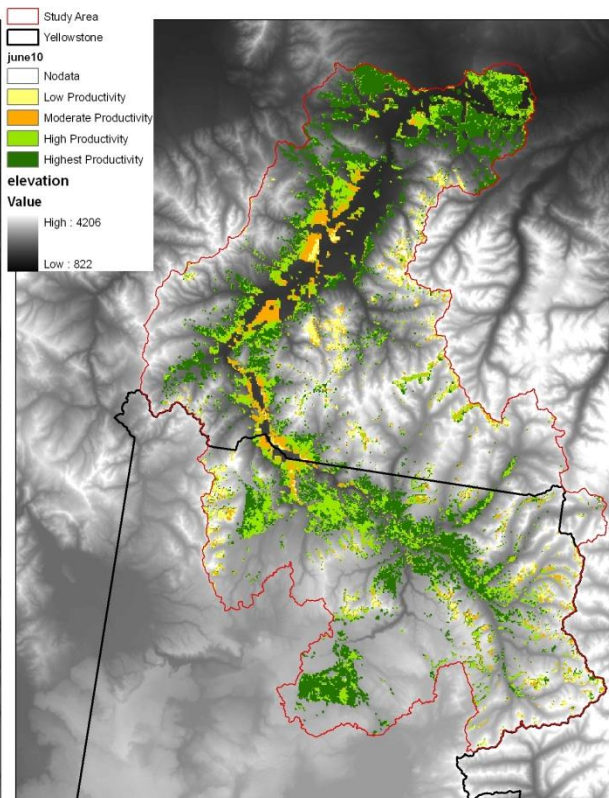 Study Area
Yellowstone
june10
Nodata
Low Productivity
Moderate Productivity
High Productivity
Highest Productivity
elevation
Value
High : 4206
Low : 822